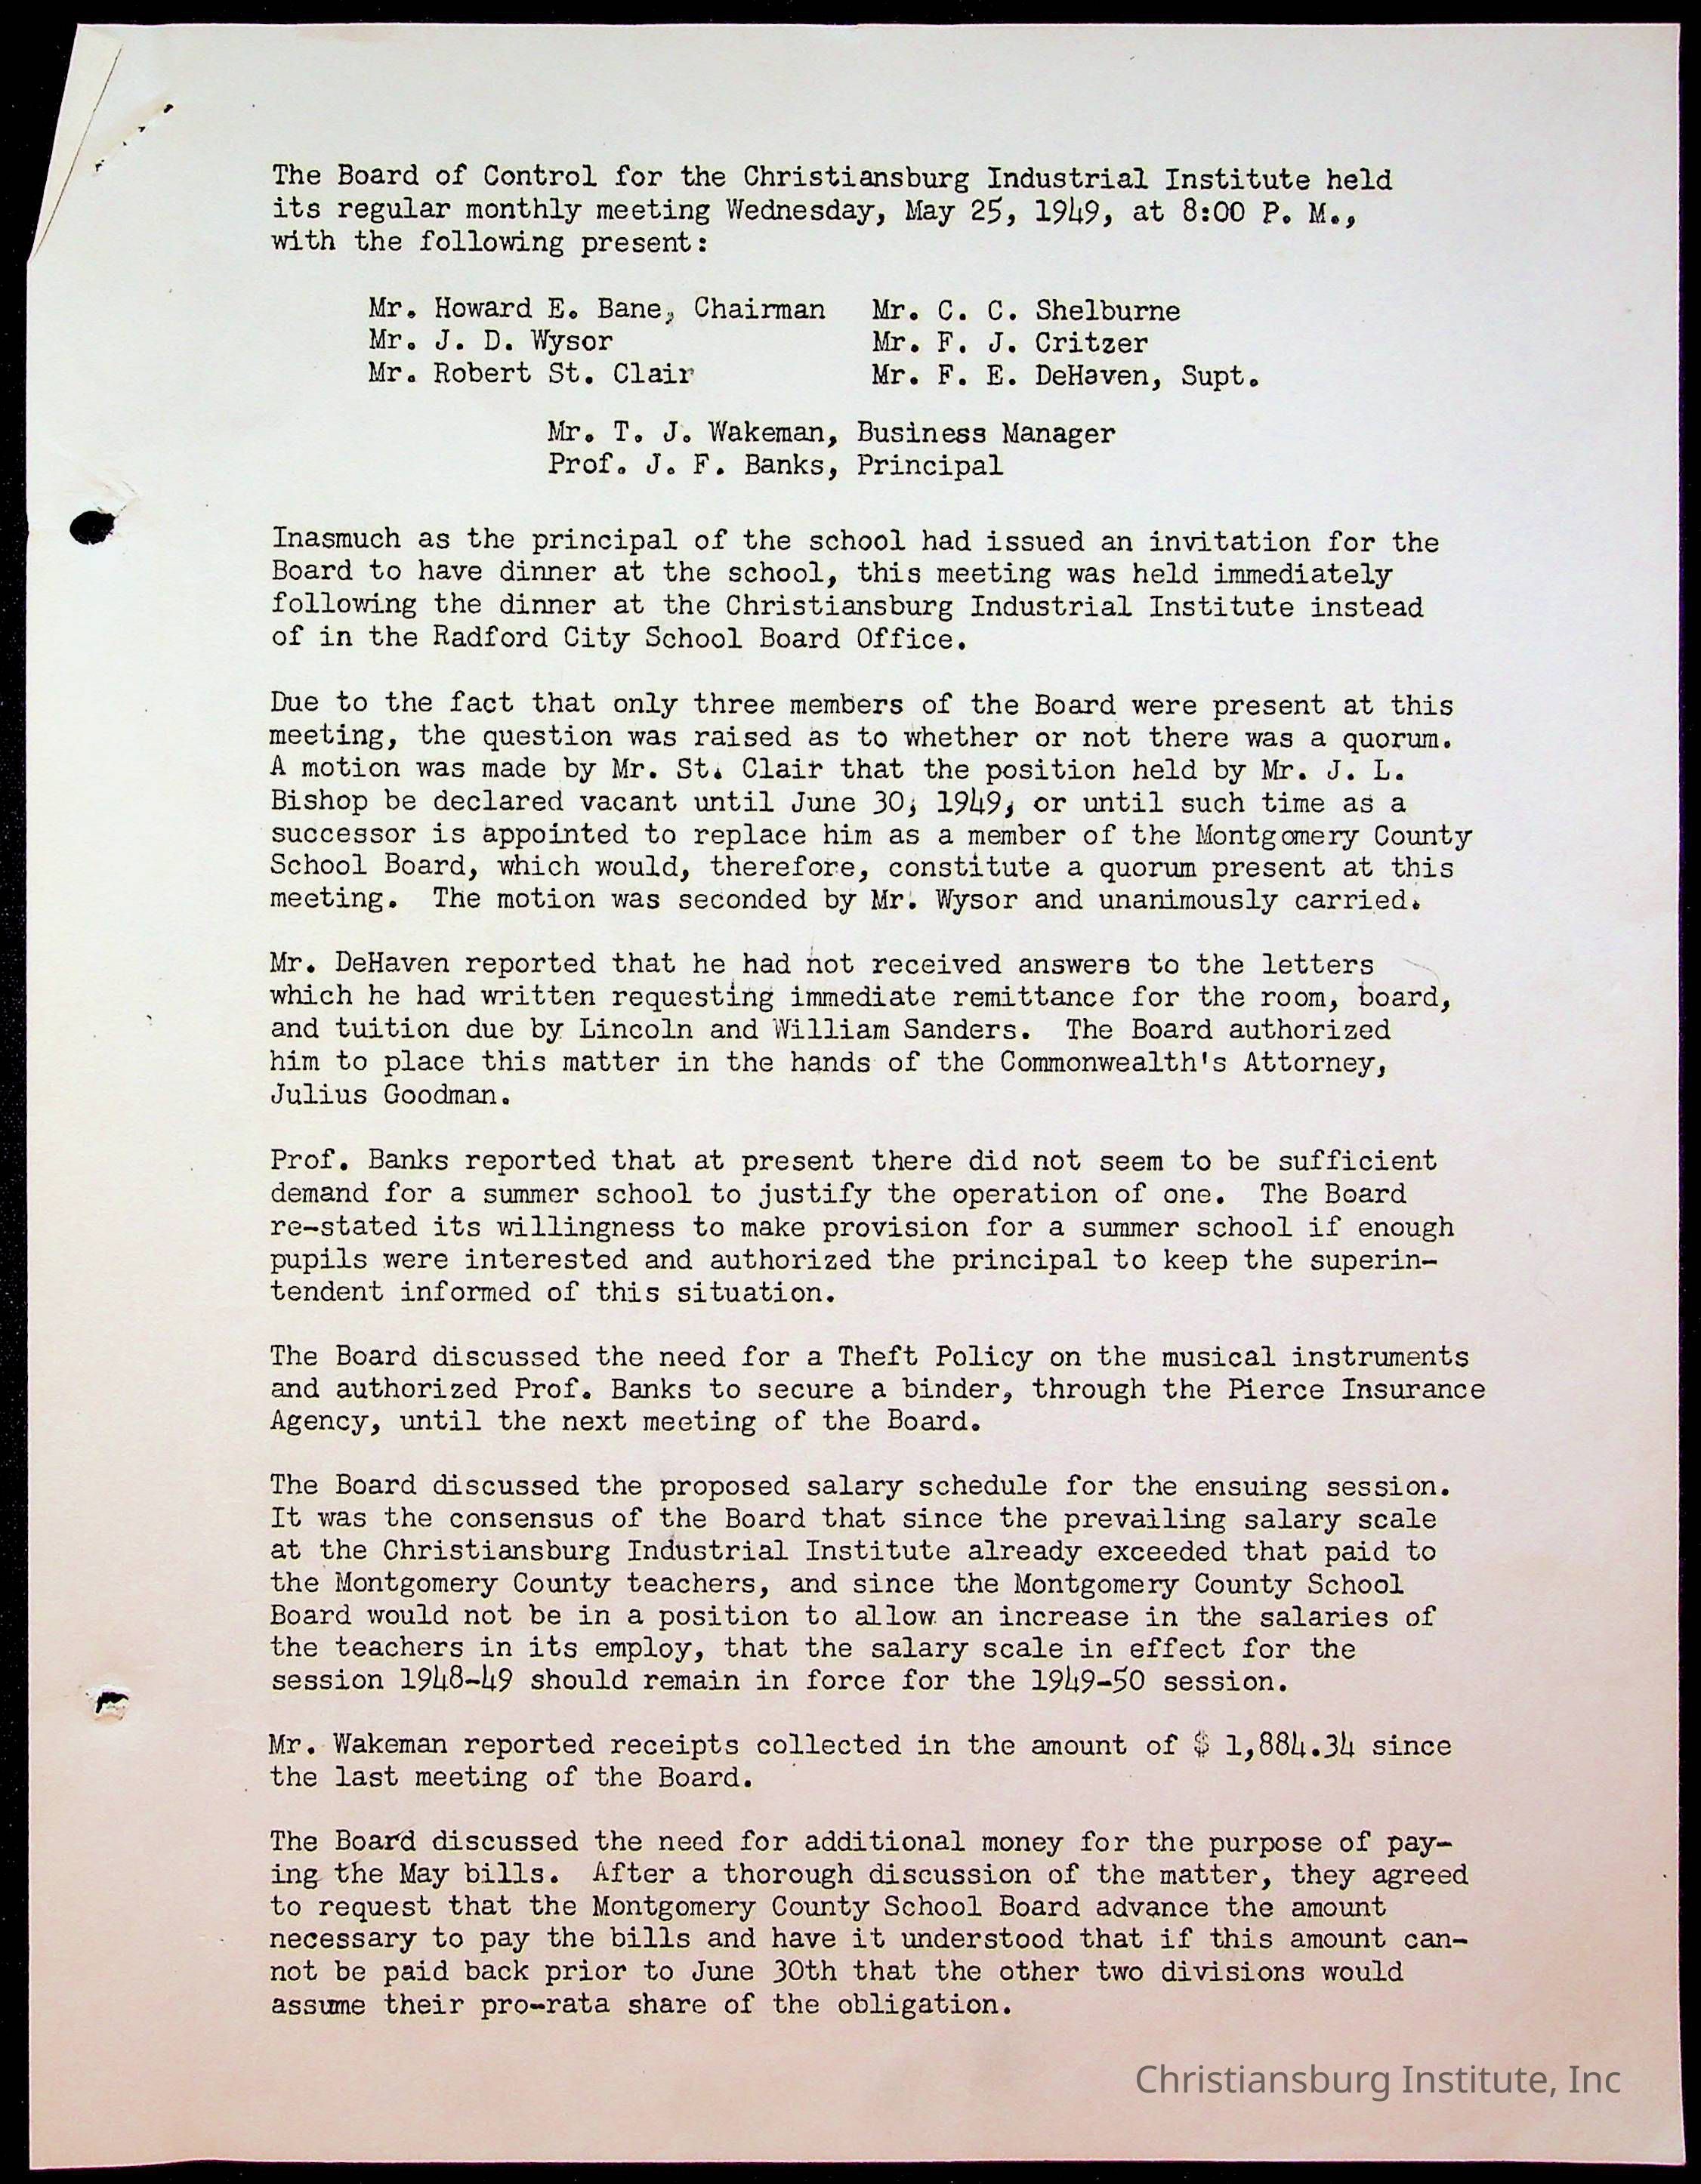 The Board of Control for the Christiansburg Industrial Institute held
its regular monthly meeting Wednesday, May 25, 1949, at 8:00 P. M.,
with the following present:
Mr. Howard E. Bane, Chairman Mr. C. C. Shelburne
Mr. J. D. Wysor Mr. F. J. Critzer
Mr. Robert St. Clair Mr. F. E. DeHaven, Supt.
Mr. T. J. Wakeman, Business Manager
Prof. J. F. Banks, Principal
Inasmuch as the principal of the school had issued an invitation for the
Board to have dinner at the school, this meeting was held immediately
following the dinner at the Christiansburg Industrial Institute instead
of in the Radford City School Board Office.
Due to the fact that only three members of the Board were present at this
meeting, the question was raised as to whether or not there was a quorum.
A motion was made by Mr. St. Clair that the position held by Mr. J. L.
Bishop be declared vacant until June 30, 1949, or until such time as a
successor is appointed to replace him as a member of the Montgomery County
School Board, which would, therefore, constitute a quorum present at this
meeting. The motion was seconded by Mr. Wysor and unanimously carried.
Mr. DeHaven reported that he had not received answers to the letters
which he had written requesting immediate remittance for the room, board,
and tuition due by Lincoln and William Sanders. The Board authorized
him to place this matter in the hands of the Commonwealth's Attorney,
Julius Goodman.
Prof. Banks reported that at present there did not seem to be sufficient
demand for a summer school to justify the operation of one. The Board
re-stated its willingness to make provision for a summer school if enough
pupils were interested and authorized the principal to keep the superin-
tendent informed of this situation.
The Board discussed the need for a Theft Policy on the musical instruments
and authorized Prof. Banks to secure a binder, through the Pierce Insurance
Agency, until the next meeting of the Board.
The Board discussed the proposed salary schedule for the ensuing session.
It was the consensus of the Board that since the prevailing salary scale
at the Christiansburg Industrial Institute already exceeded that paid to
the Montgomery County teachers, and since the Montgomery County School
Board would not be in a position to allow an increase in the salaries of
the teachers in its employ, that the salary scale in effect for the
session 1948-49 should remain in force for the 1949-50 session.
Mr. Wakeman reported receipts collected in the amount of $ 1,884.34 since
the last meeting of the Board.
The Board discussed the need for additional money for the purpose of pay-
ing the May bills. After a thorough discussion of the matter, they agreed
to request that the Montgomery County School Board advance the amount
necessary to pay the bills and have it understood that if this amount can-
not be paid back prior to June 30th that the other two divisions would
assume their pro-rata share of the obligation.
Christiansburg Institute, Inc